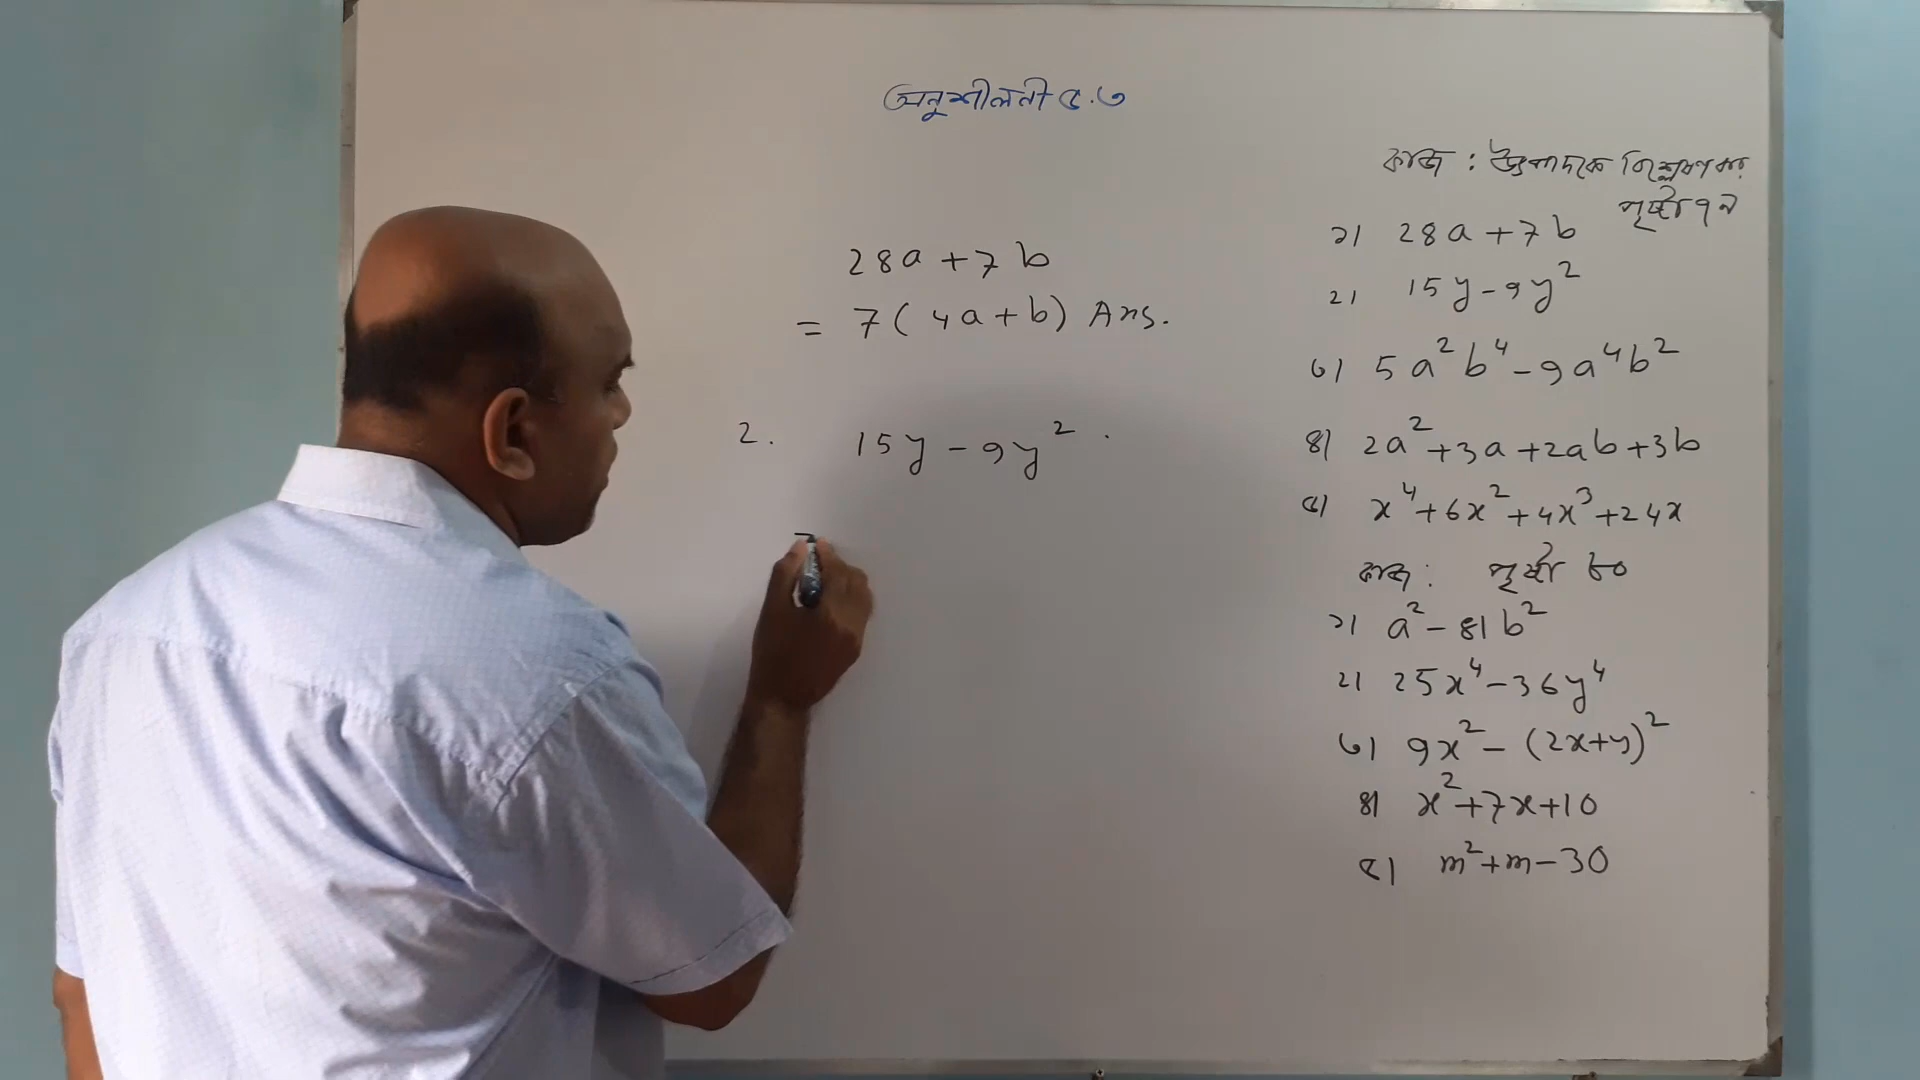 অনুশীলনী ৫.৩
28a + 7b
= 7(4a + b) Ans.
2. 15y - 9y² .
কাজ : উৎপাদকে বিশ্লেষণ কর
পৃষ্ঠা ৭৯
১। 28a + 7b
২। 15y - 9y²
৩। 5a²b⁴ - 9a⁴b²
৪। 2a² + 3a + 2ab + 3b
৫। x⁴ + 6x² + 4x³ + 24x
কাজ : পৃষ্ঠা ৮০
১। a² - 81b²
২। 25x⁴ - 36y⁴
৩। 9x² - (2x+y)²
৪। x² + 7x + 10
৫। m² + m - 30